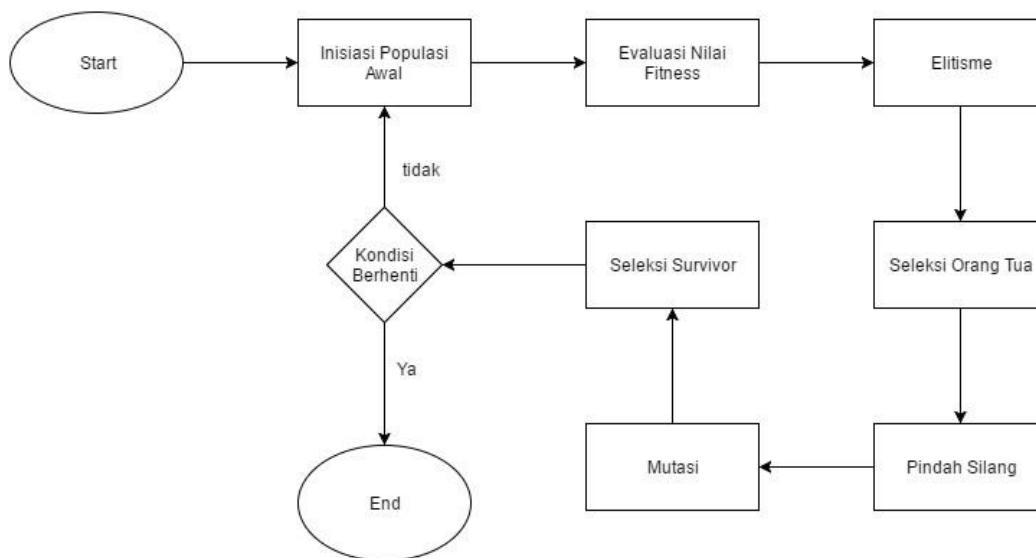 Start
Inisiasi Populasi
Awal
Evaluasi Nilai
Fitness
Elitisme
tidak
Kondisi
Berhenti
Seleksi Survivor
Seleksi Orang Tua
Ya
End
Mutasi
Pindah Silang